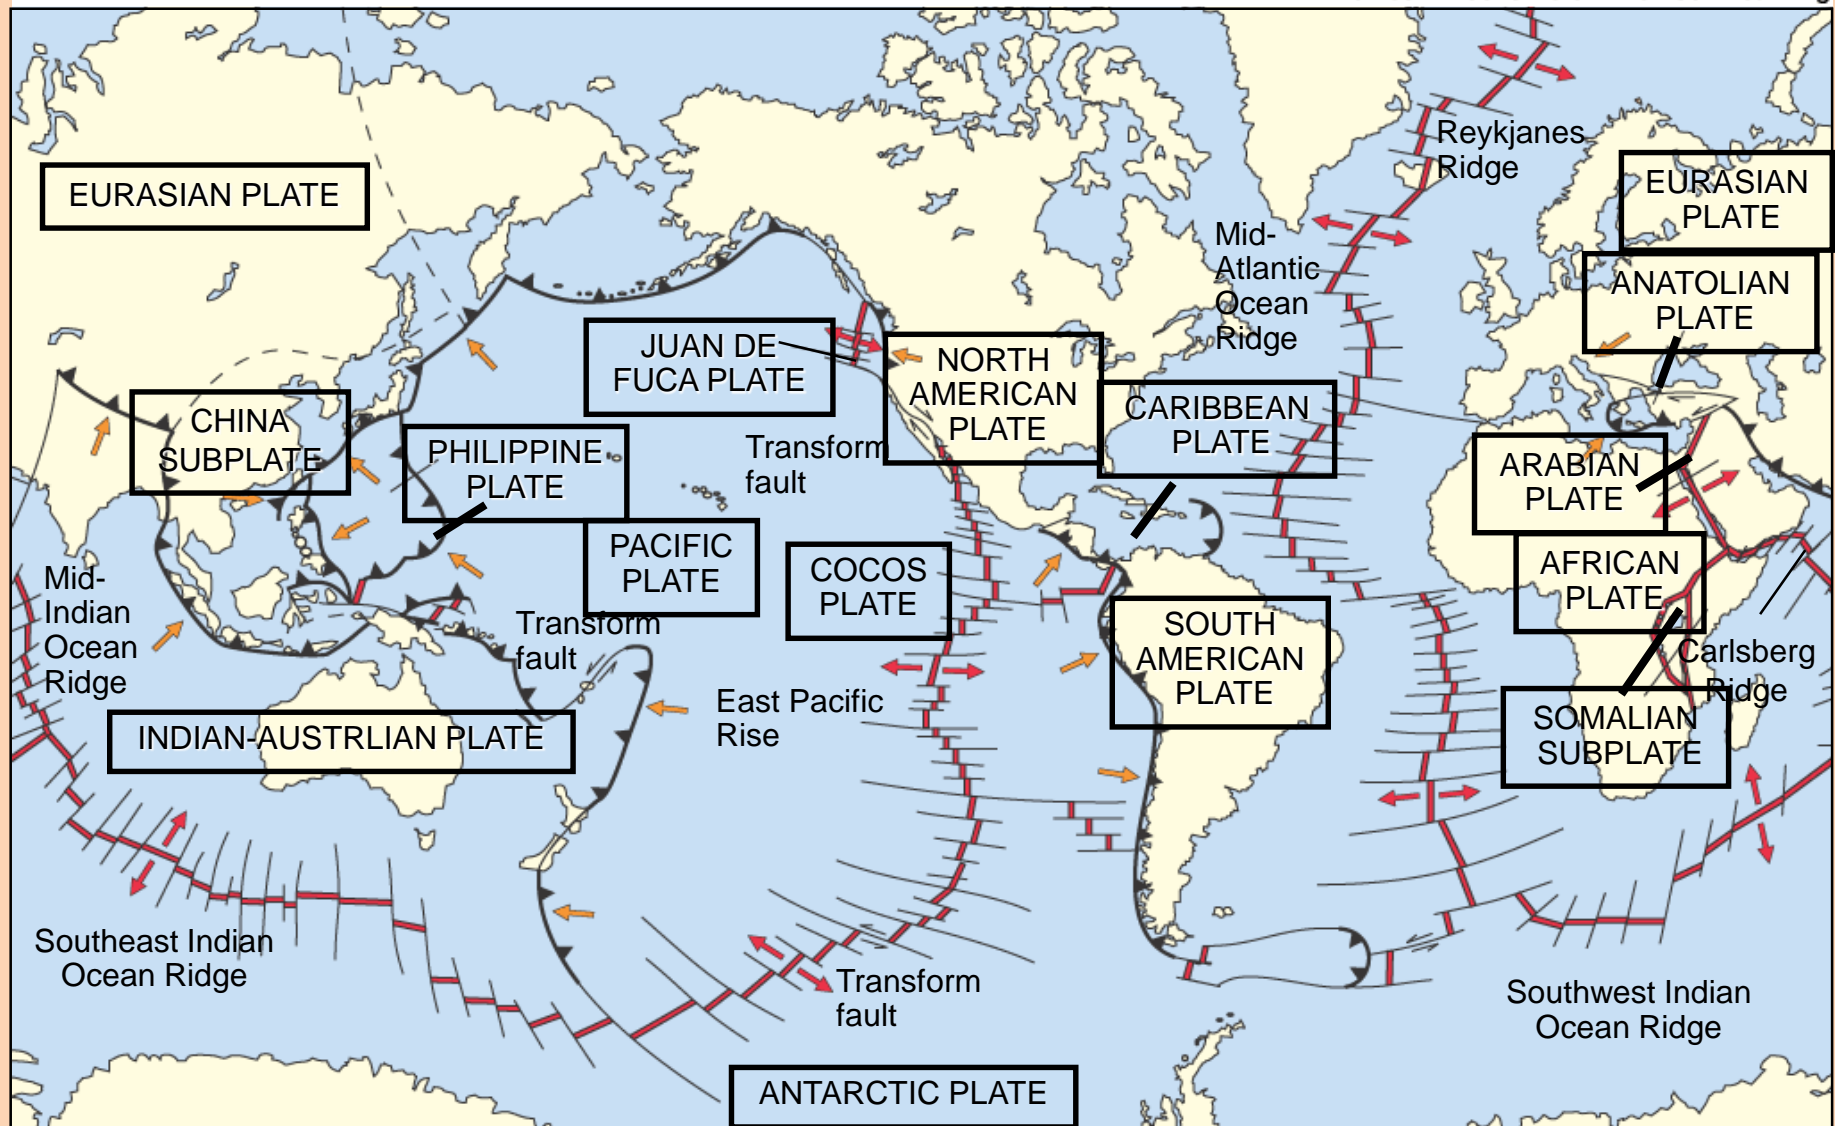 Reykjanes
Ridge
EURASIAN PLATE
EURASIAN
PLATE
Mid-
Atlantic
Ocean
Ridge
ANATOLIAN
PLATE
JUAN DE
FUCA PLATE
NORTH
AMERICAN
PLATE
CARIBBEAN
PLATE
CHINA
SUBPLATE
PHILIPPINE
PLATE
Transform
fault
ARABIAN
PLATE
PACIFIC
PLATE
COCOS
PLATE
AFRICAN
PLATE
Mid-
Indian
Ocean
Ridge
Transform
fault
SOUTH
AMERICAN
PLATE
Carlsberg
Ridge
East Pacific
Rise
INDIAN-AUSTRLIAN PLATE
SOMALIAN
SUBPLATE
Southeast Indian
Ocean Ridge
Transform
fault
Southwest Indian
Ocean Ridge
ANTARCTIC PLATE